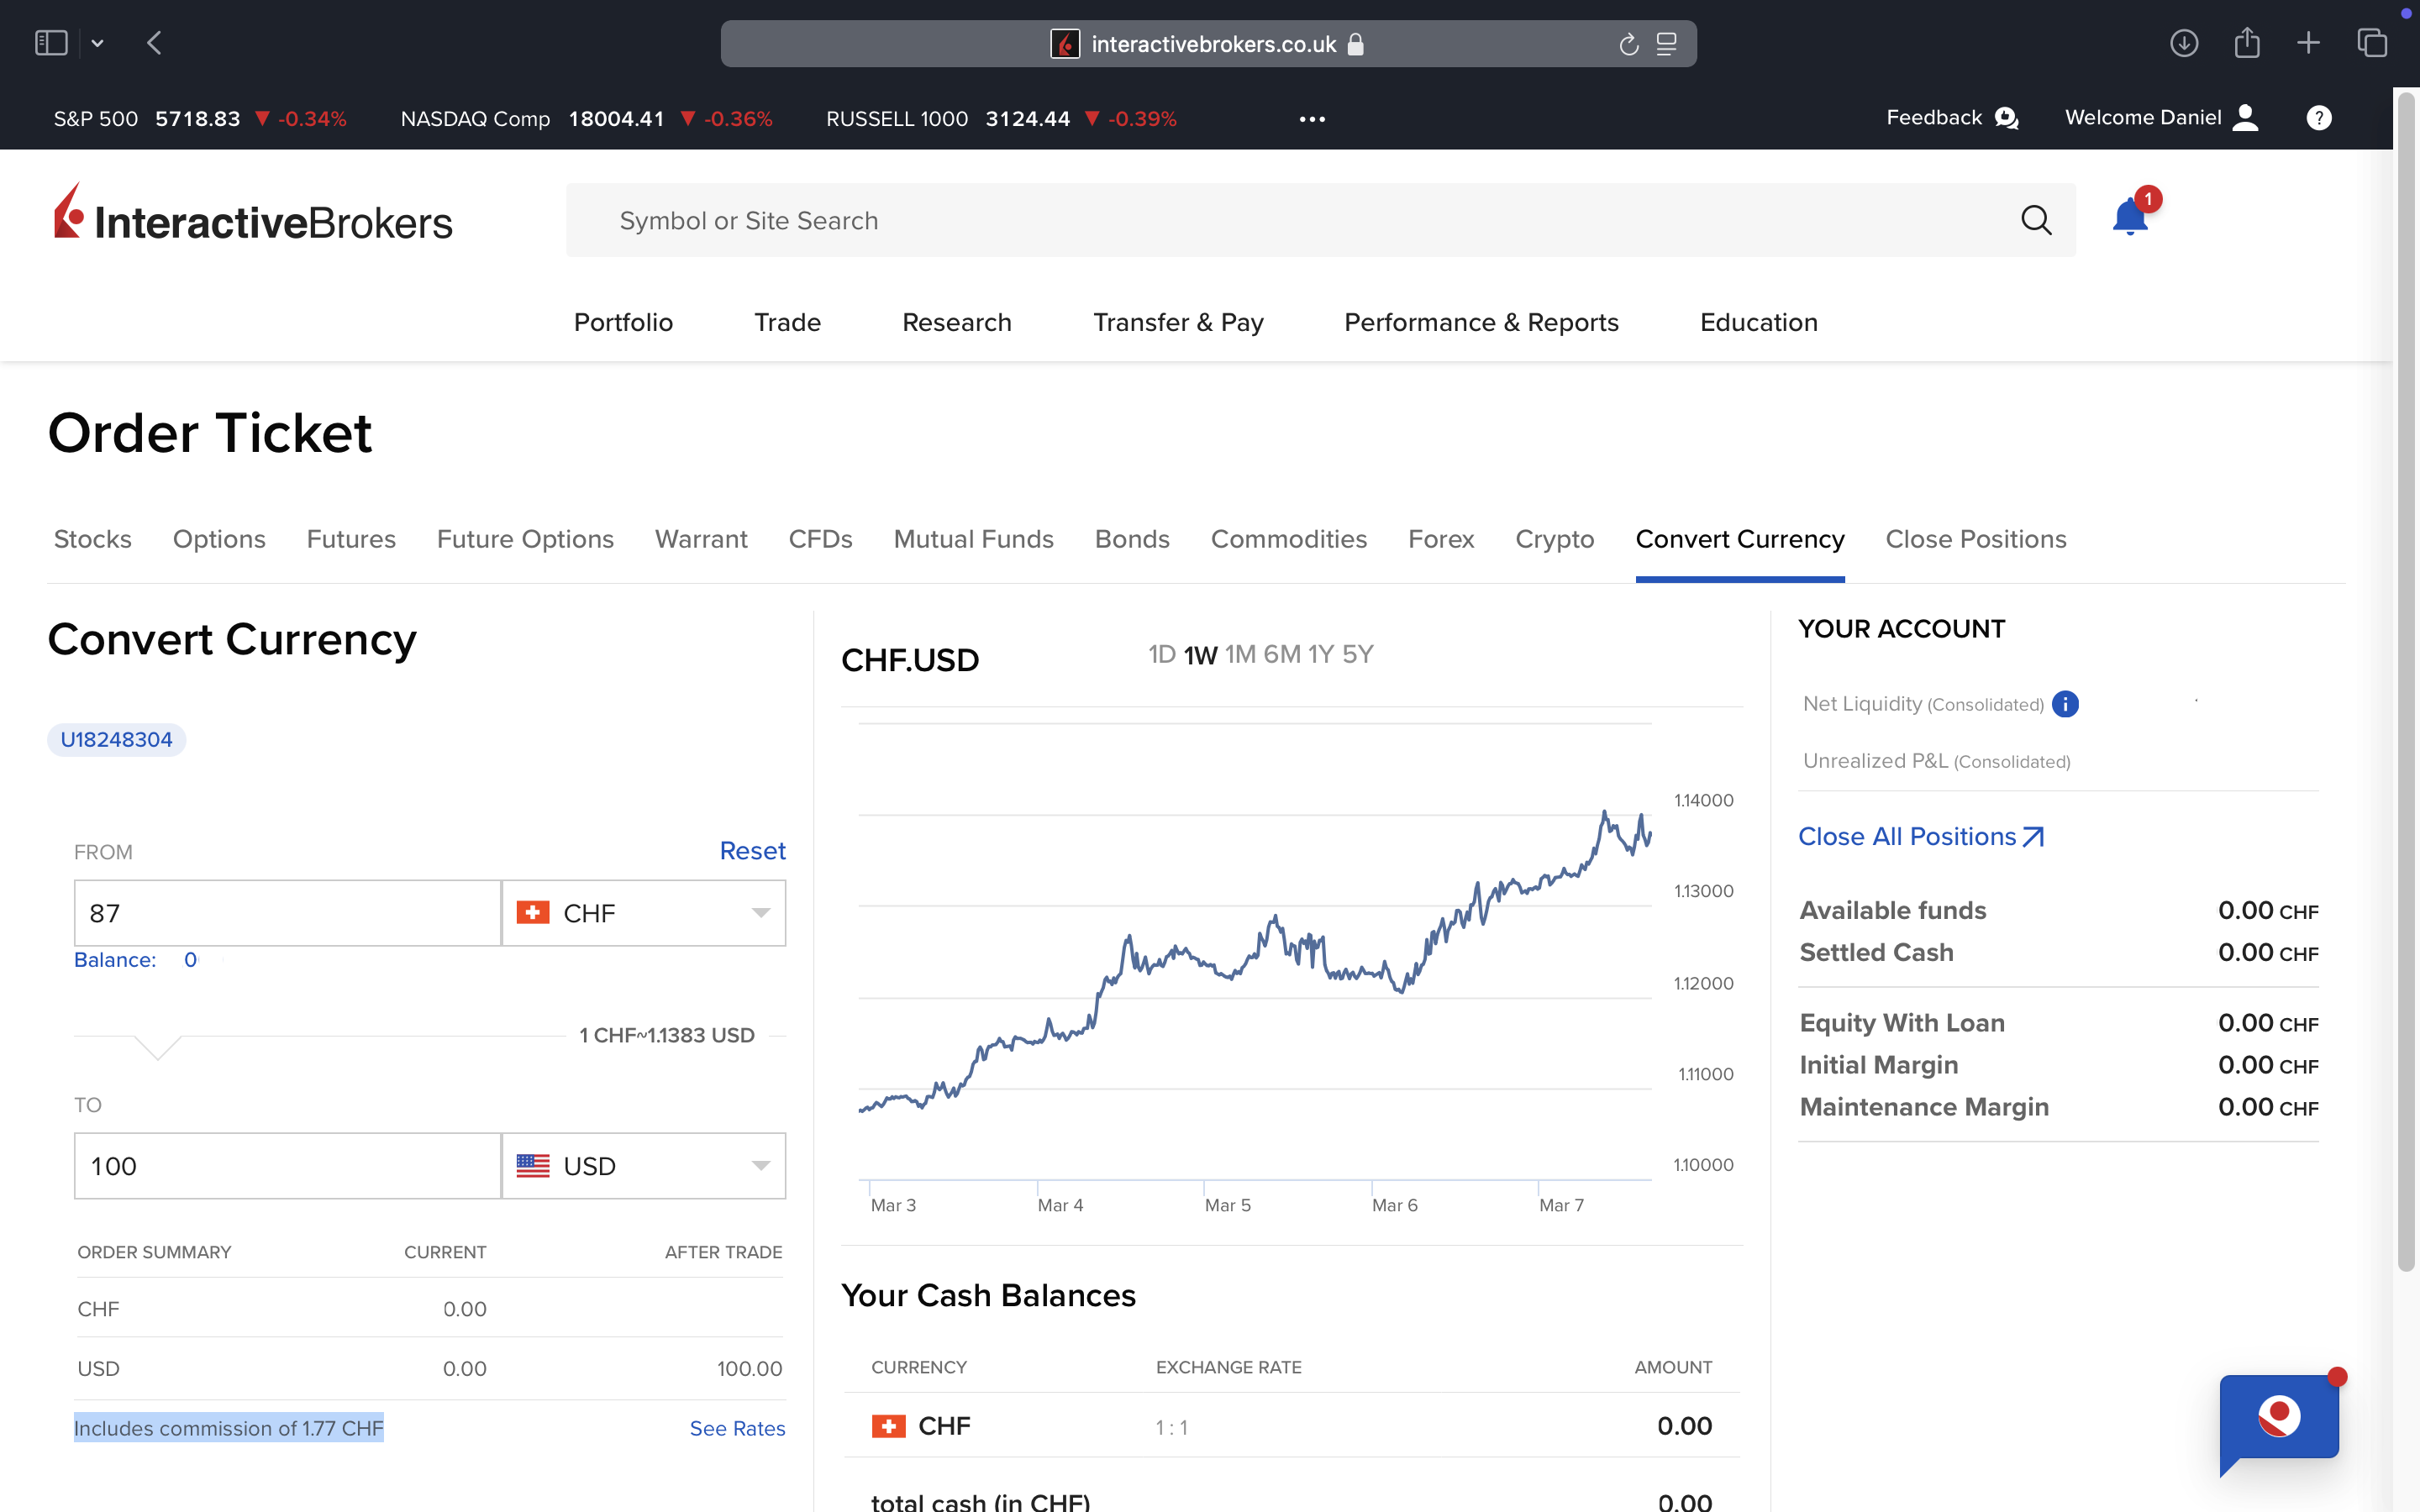 interactivebrokers.co.uk
S&P 500 5718.83 ▼ -0.34% NASDAQ Comp 18004.41 ▼ -0.36% RUSSELL 1000 3124.44 ▼ -0.39% ••• Feedback Welcome Daniel ?
InteractiveBrokers
Symbol or Site Search
1
Portfolio Trade Research Transfer & Pay Performance & Reports Education
Order Ticket
Stocks Options Futures Future Options Warrant CFDs Mutual Funds Bonds Commodities Forex Crypto Convert Currency Close Positions
Convert Currency
U18248304
FROM Reset
87 CHF
Balance: 0
1 CHF~1.1383 USD
TO
100 USD
ORDER SUMMARY CURRENT AFTER TRADE
CHF 0.00
USD 0.00 100.00
Includes commission of 1.77 CHF See Rates
CHF.USD 1D 1W 1M 6M 1Y 5Y
1.14000
1.13000
1.12000
1.11000
1.10000
Mar 3 Mar 4 Mar 5 Mar 6 Mar 7
Your Cash Balances
CURRENCY EXCHANGE RATE AMOUNT
CHF 1 : 1 0.00
total cash (in CHF) 0.00
YOUR ACCOUNT
Net Liquidity (Consolidated) i
Unrealized P&L (Consolidated)
Close All Positions
Available funds 0.00 CHF
Settled Cash 0.00 CHF
Equity With Loan 0.00 CHF
Initial Margin 0.00 CHF
Maintenance Margin 0.00 CHF